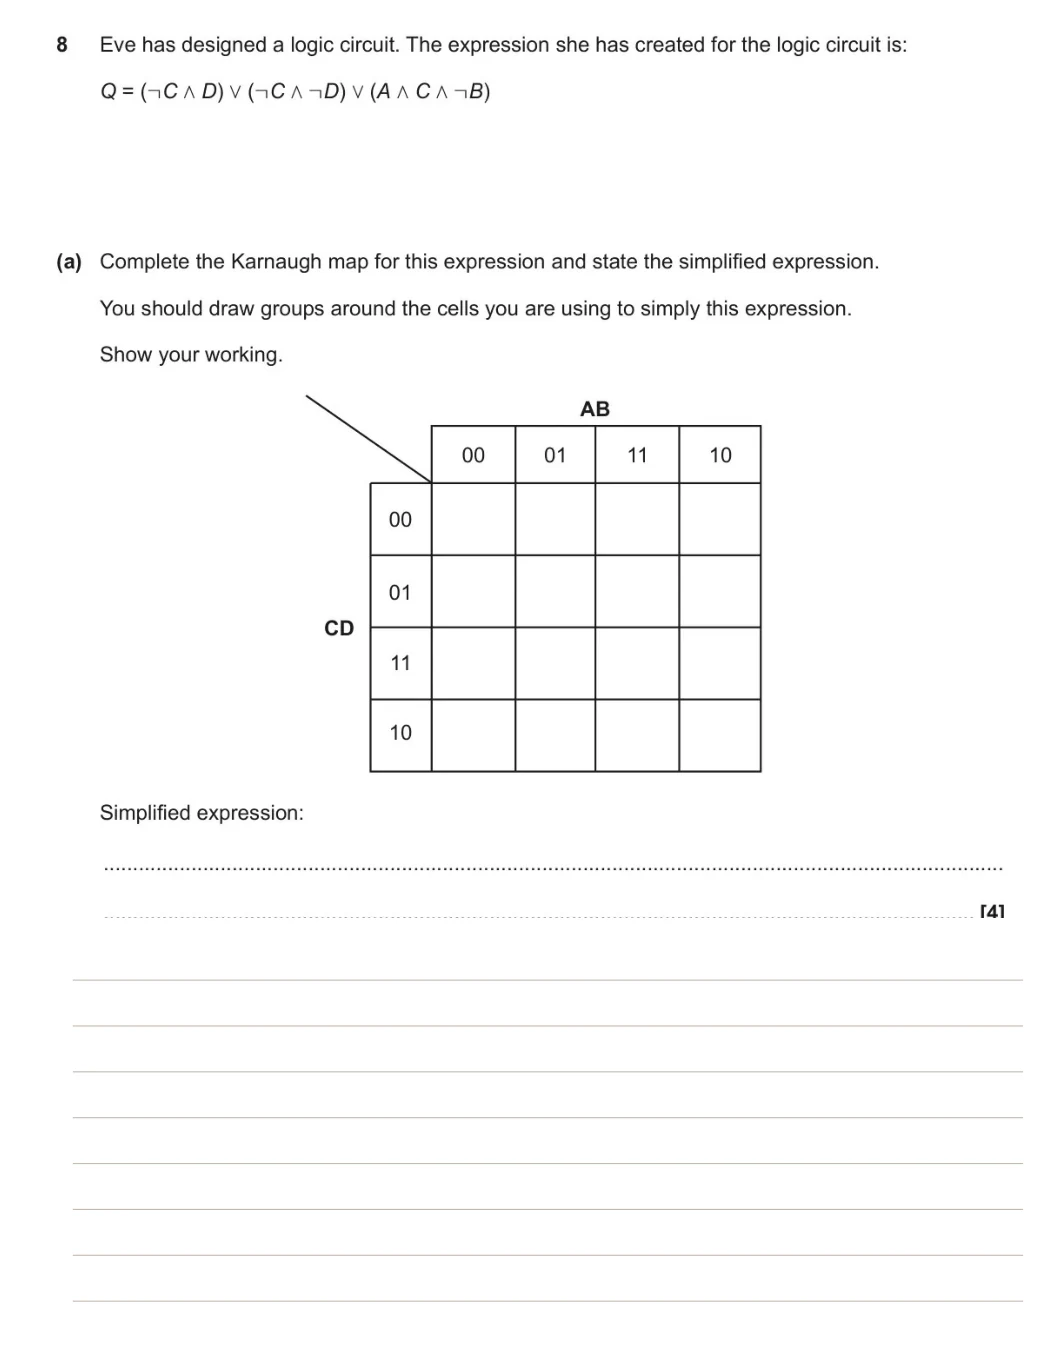 8 Eve has designed a logic circuit. The expression she has created for the logic circuit is:
Q = (¬C ∧ D) ∨ (¬C ∧ ¬D) ∨ (A ∧ C ∧ ¬B)
(a) Complete the Karnaugh map for this expression and state the simplified expression.
You should draw groups around the cells you are using to simply this expression.
Show your working.
AB
00 01 11 10
00
01
CD
11
10
Simplified expression:
[4]